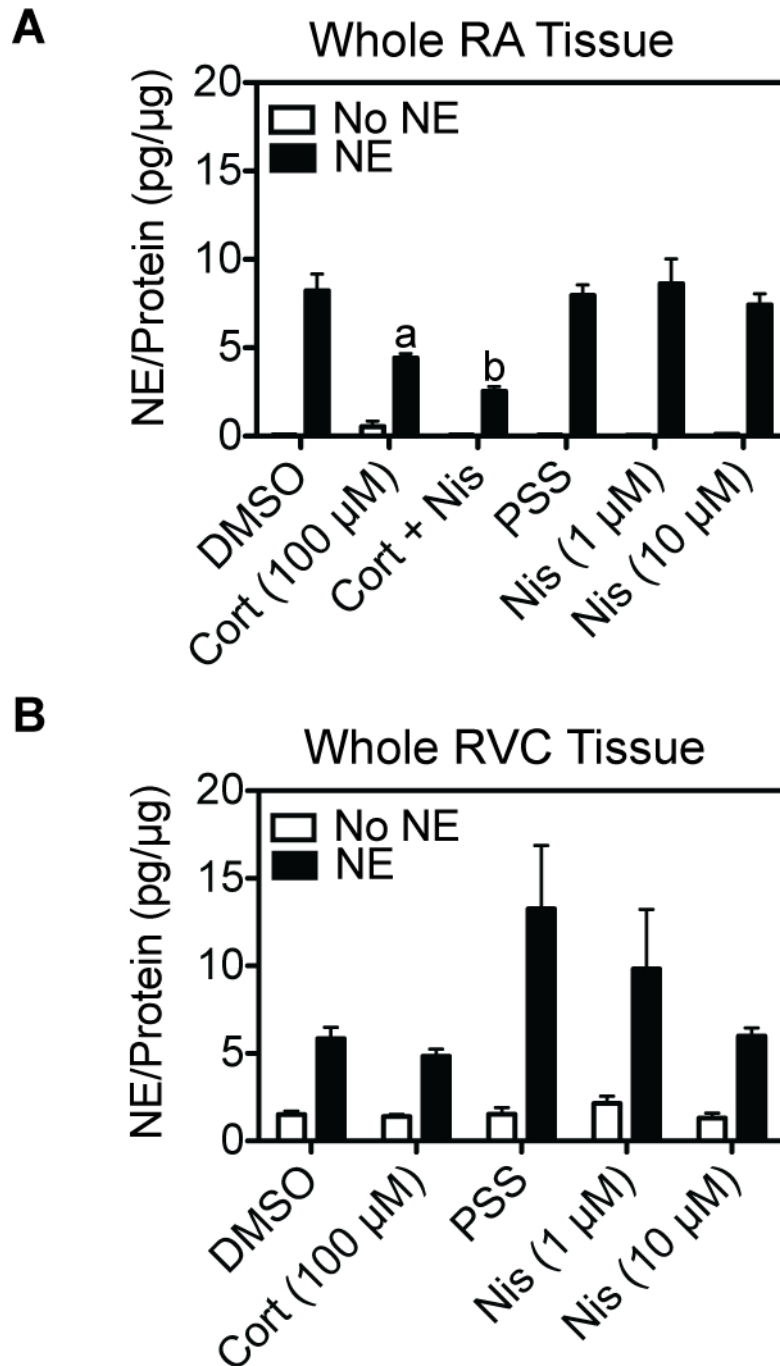 A
Whole RA Tissue
NE/Protein (pg/µg)
20
15
10
5
0
No NE
NE
a
b
DMSO
Cort (100 µM)
Cort + Nis
PSS
Nis (1 µM)
Nis (10 µM)
B
Whole RVC Tissue
NE/Protein (pg/µg)
20
15
10
5
0
No NE
NE
DMSO
Cort (100 µM)
PSS
Nis (1 µM)
Nis (10 µM)